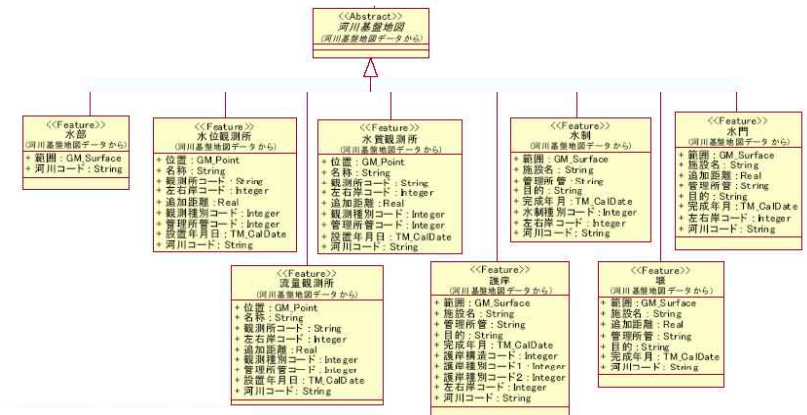 <<Abstract>>
河川基盤地図
(河川基盤地図データから)
<<Feature>>
水部
(河川基盤地図データから)
+ 範囲 : GM_Surface
+ 河川コード : String
<<Feature>>
水位観測所
(河川基盤地図データから)
+ 位置 : GM_Point
+ 名称 : String
+ 観測所コード : String
+ 左右岸コード : Integer
+ 追加距離 : Real
+ 観測種別コード : Integer
+ 管理所管コード : Integer
+ 設置年月日 : TM_CalDate
+ 河川コード : String
<<Feature>>
水質観測所
(河川基盤地図データから)
+ 位置 : GM_Point
+ 名称 : String
+ 観測所コード : String
+ 左右岸コード : Integer
+ 追加距離 : Real
+ 観測種別コード : Integer
+ 管理所管コード : Integer
+ 設置年月日 : TM_CalDate
+ 河川コード : String
<<Feature>>
水制
(河川基盤地図データから)
+ 範囲 : GM_Surface
+ 施設名 : String
+ 管理所管 : String
+ 目的 : String
+ 完成年月 : TM_CalDate
+ 水制種別コード : Integer
+ 左右岸コード : Integer
+ 河川コード : String
<<Feature>>
水門
(河川基盤地図データから)
+ 範囲 : GM_Surface
+ 施設名 : String
+ 追加距離 : Real
+ 管理所管 : String
+ 目的 : String
+ 完成年月 : TM_CalDate
+ 左右岸コード : Integer
+ 河川コード : String
<<Feature>>
流量観測所
(河川基盤地図データから)
+ 位置 : GM_Point
+ 名称 : String
+ 観測所コード : String
+ 左右岸コード : Integer
+ 追加距離 : Real
+ 観測種別コード : Integer
+ 管理所管コード : Integer
+ 設置年月日 : TM_CalDate
+ 河川コード : String
<<Feature>>
護岸
(河川基盤地図データから)
+ 範囲 : GM_Surface
+ 施設名 : String
+ 管理所管 : String
+ 目的 : String
+ 完成年月 : TM_CalDate
+ 護岸構造コード : Integer
+ 護岸種別コード1 : Integer
+ 護岸種別コード2 : Integer
+ 左右岸コード : Integer
+ 河川コード : String
<<Feature>>
堰
(河川基盤地図データから)
+ 範囲 : GM_Surface
+ 施設名 : String
+ 追加距離 : Real
+ 管理所管 : String
+ 目的 : String
+ 完成年月 : TM_CalDate
+ 河川コード : String